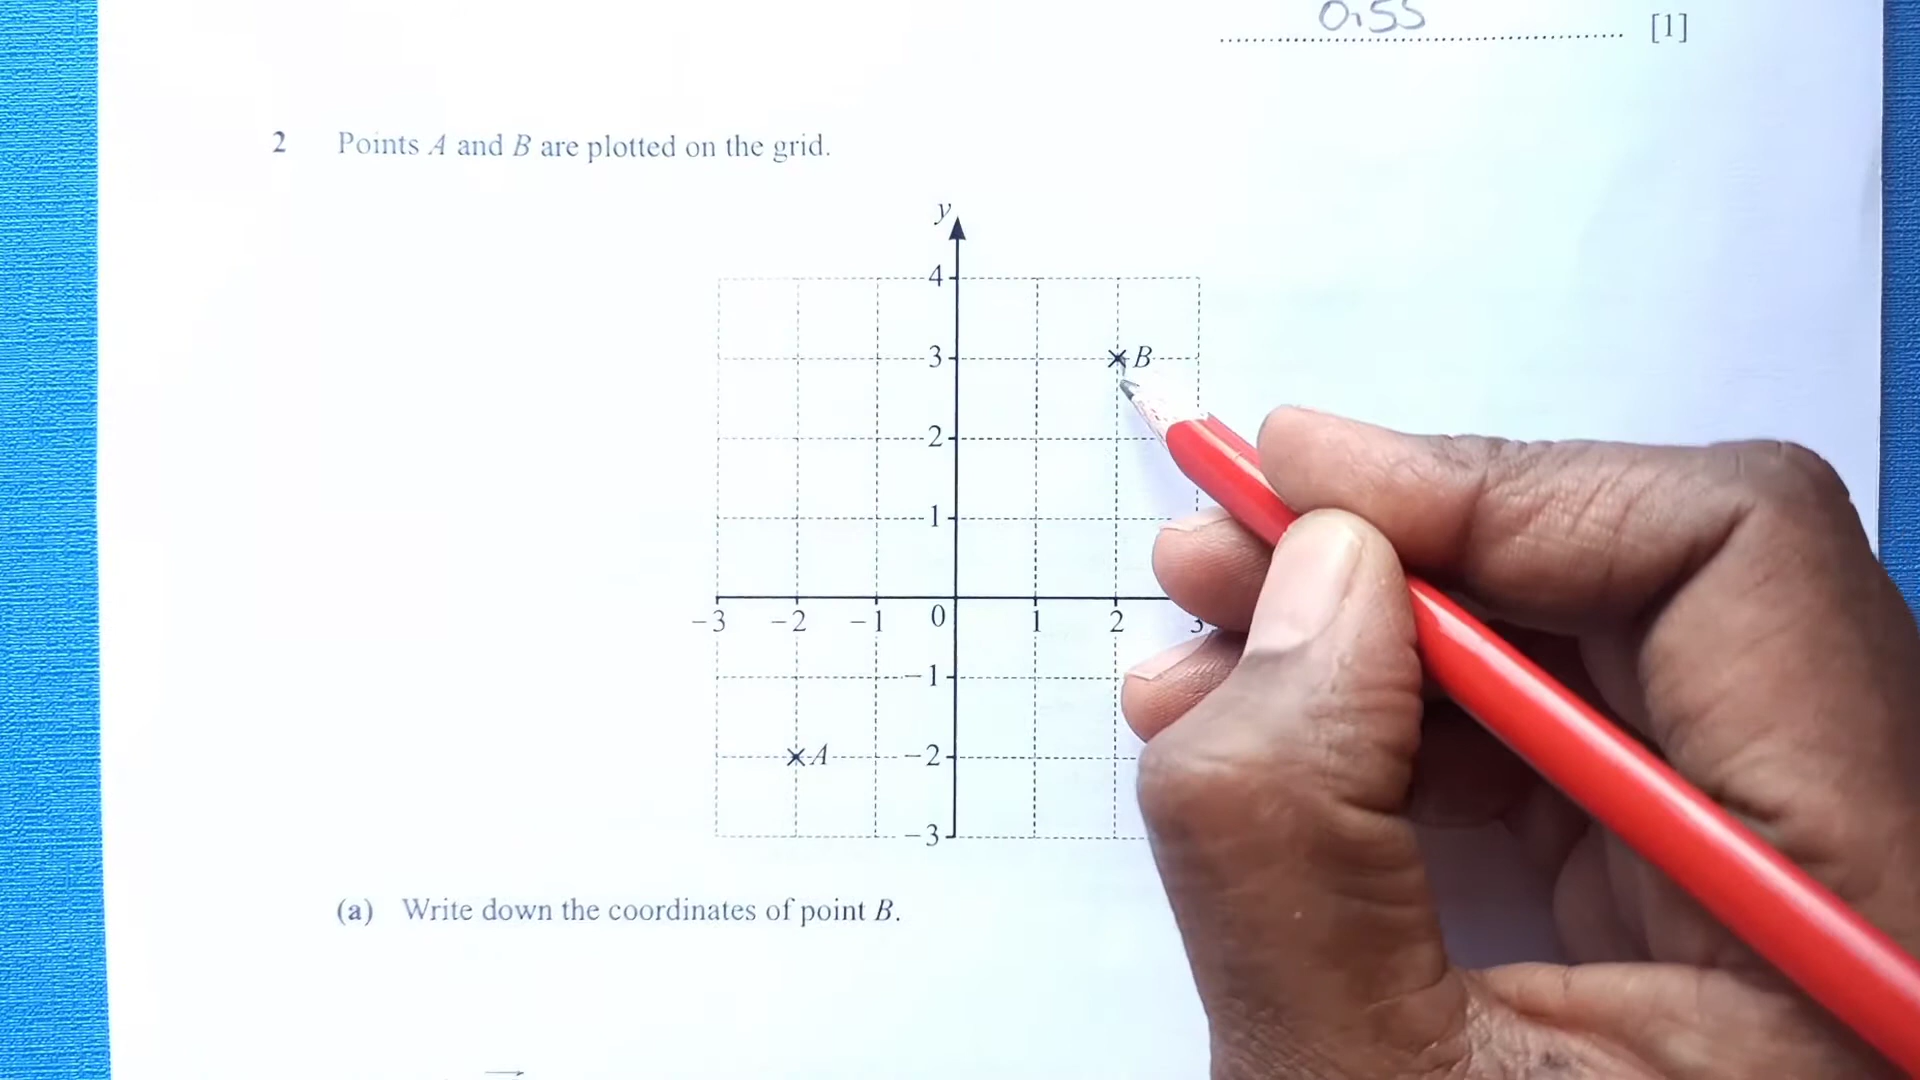 0.55 [1]
2 Points A and B are plotted on the grid.
y
4
3 B
2
1
−3 −2 −1 0 1 2 3
−1
A −2
−3
(a) Write down the coordinates of point B.